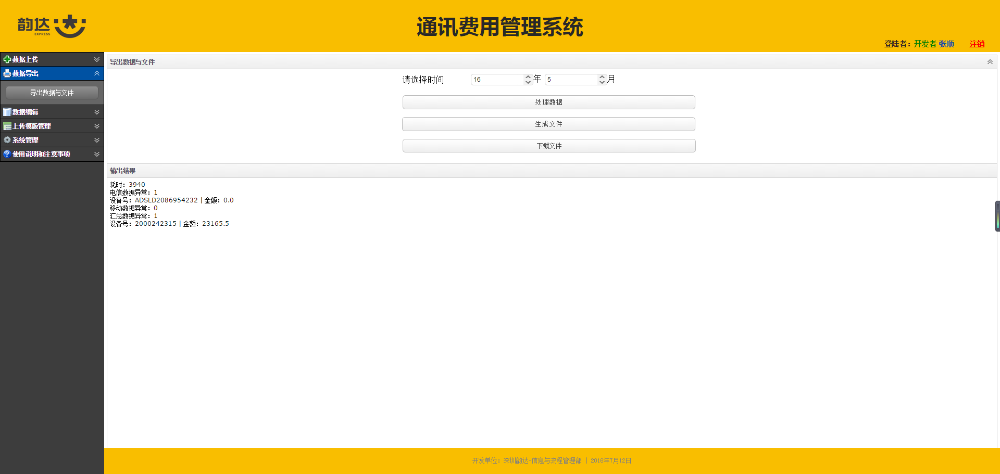 韵达
EXPRESS
通讯费用管理系统
登陆者：开发者 张顺 注销
数据上传
数据导出
导出数据与文件
数据编辑
上传模版管理
系统管理
使用说明和注意事项
导出数据与文件
请选择时间 16 年 5 月
处理数据
生成文件
下载文件
输出结果
耗时：3940
电信数据异常：1
设备号：ADSLD2086954232 | 金额：0.0
移动数据异常：0
汇总数据异常：1
设备号：2000242315 | 金额：23165.5
开发单位：深圳韵达-信息与流程管理部 | 2016年7月12日